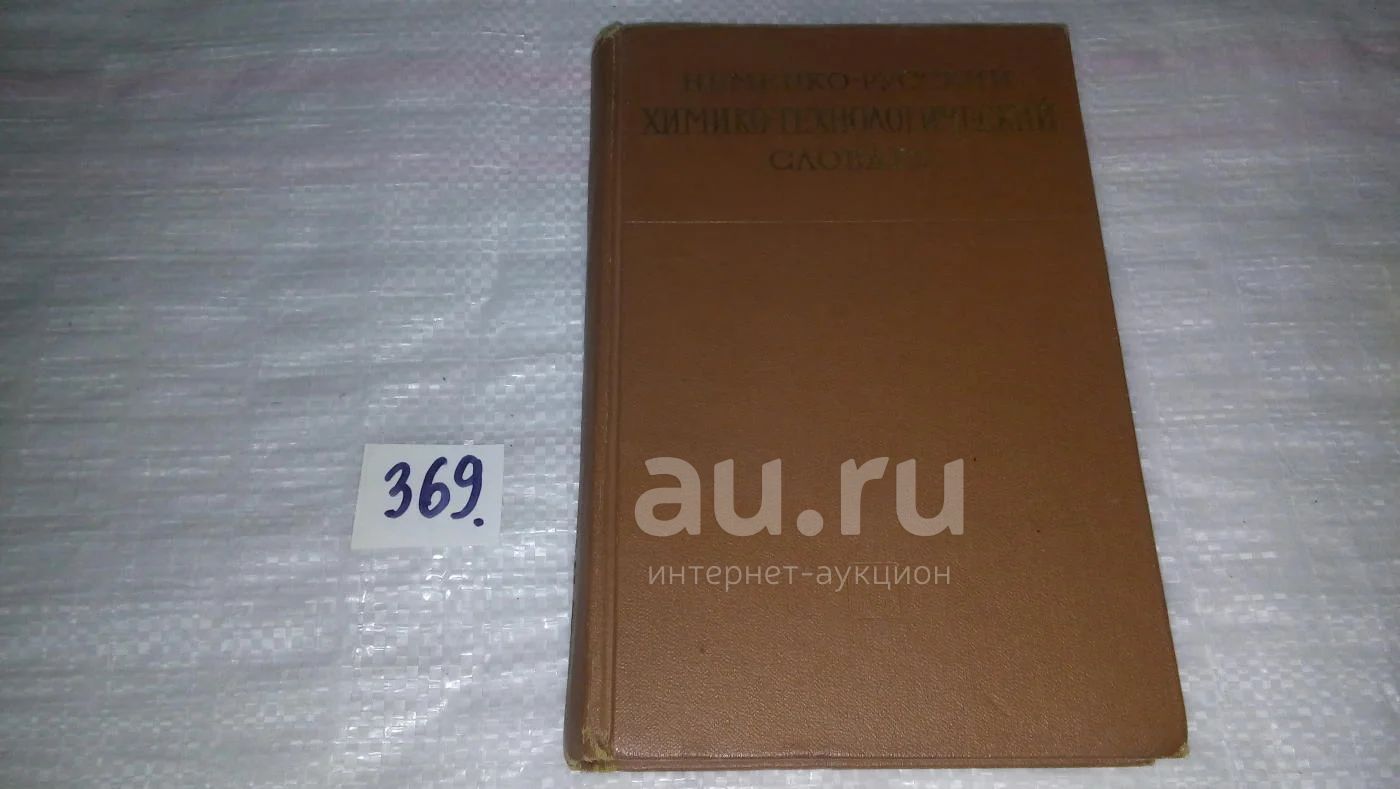 НЕМЕЦКО-РУССКИЙ
ХИМИКО-ТЕХНОЛОГИЧЕСКИЙ
СЛОВАРЬ
369.
au.ru
интернет-аукцион